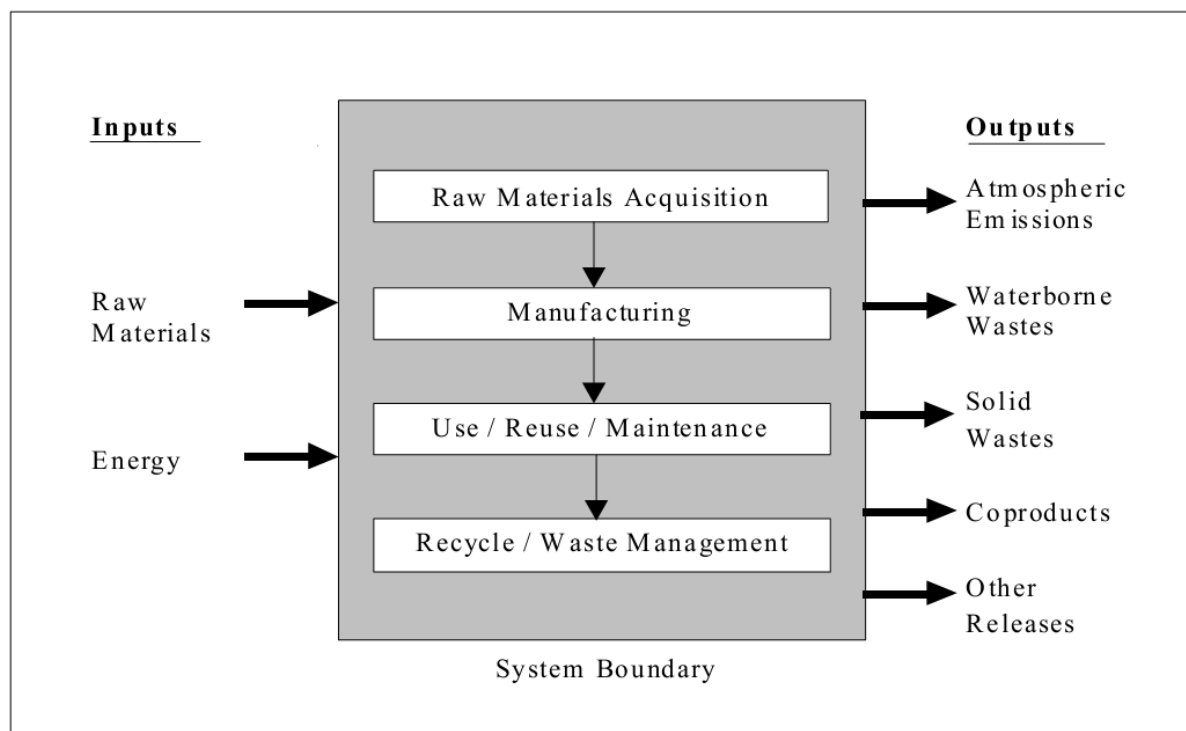 Inputs
Raw
Materials
Energy
Raw Materials Acquisition
Manufacturing
Use / Reuse / Maintenance
Recycle / Waste Management
System Boundary
Outputs
Atmospheric
Emissions
Waterborne
Wastes
Solid
Wastes
Coproducts
Other
Releases